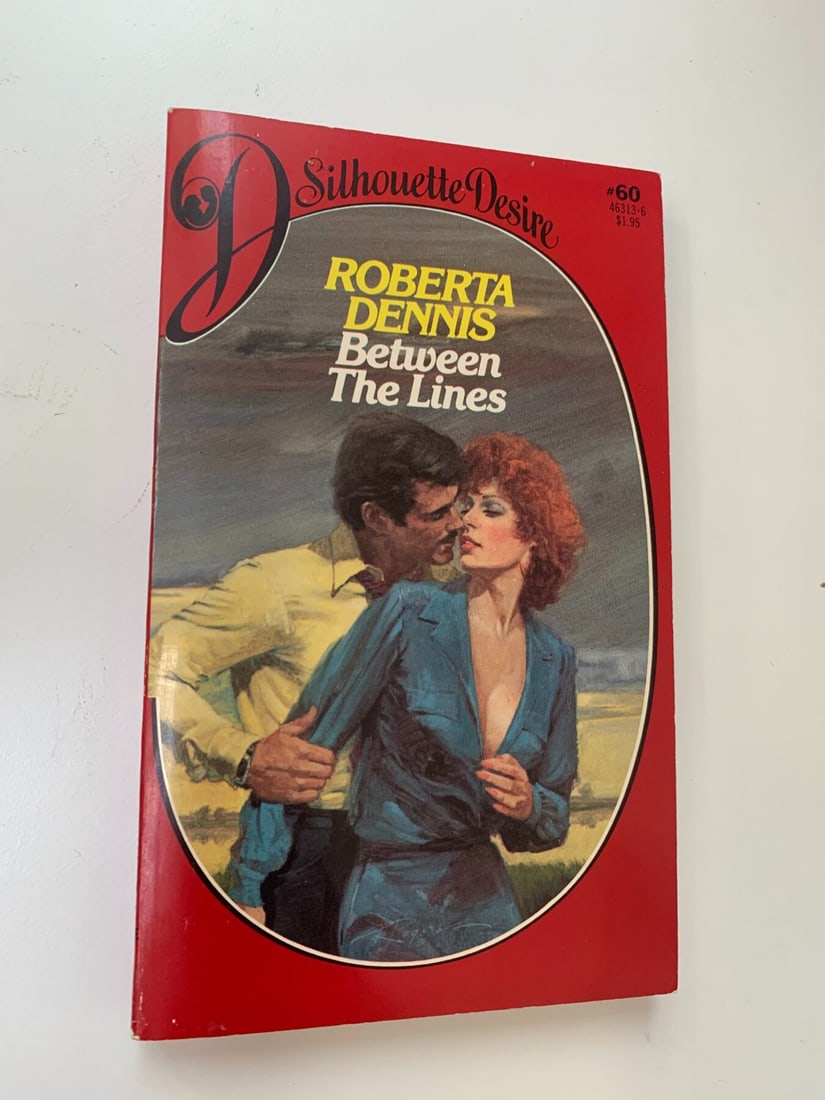 D
Silhouette Desire
#60
46313-6
$1.95
ROBERTA
DENNIS
Between
The Lines